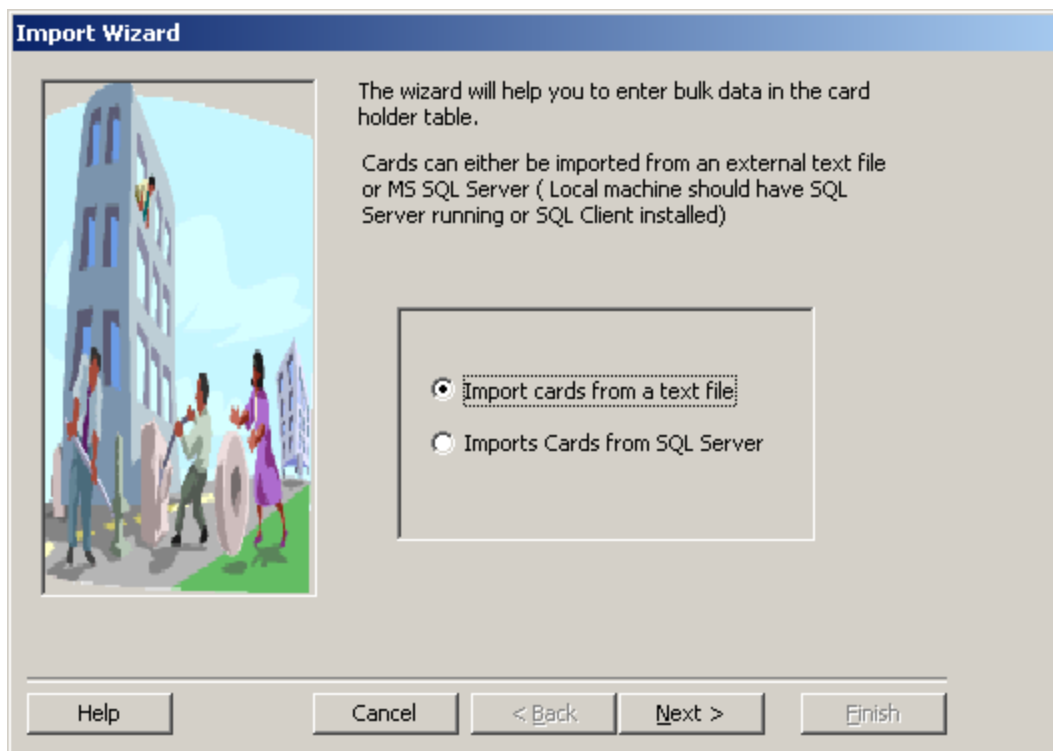 Import Wizard
The wizard will help you to enter bulk data in the card
holder table.
Cards can either be imported from an external text file
or MS SQL Server ( Local machine should have SQL
Server running or SQL Client installed)
Import cards from a text file
Imports Cards from SQL Server
Help
Cancel
< Back
Next >
Finish